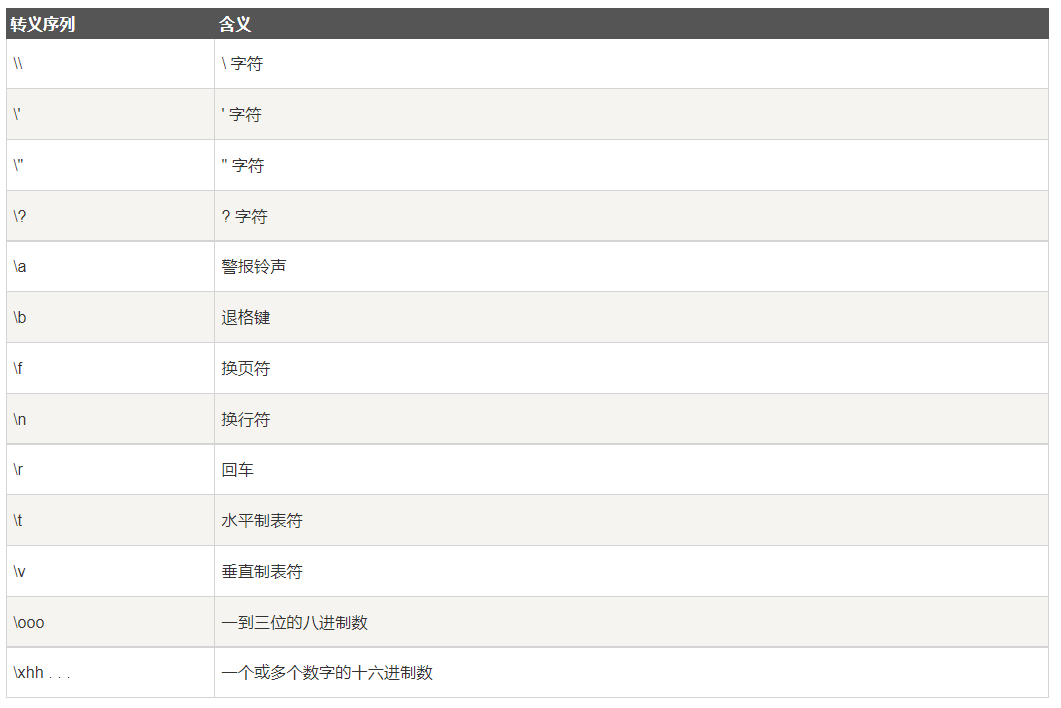 转义序列 含义
\\ \ 字符
\' ' 字符
\" " 字符
\? ? 字符
\a 警报铃声
\b 退格键
\f 换页符
\n 换行符
\r 回车
\t 水平制表符
\v 垂直制表符
\ooo 一到三位的八进制数
\xhh . . . 一个或多个数字的十六进制数